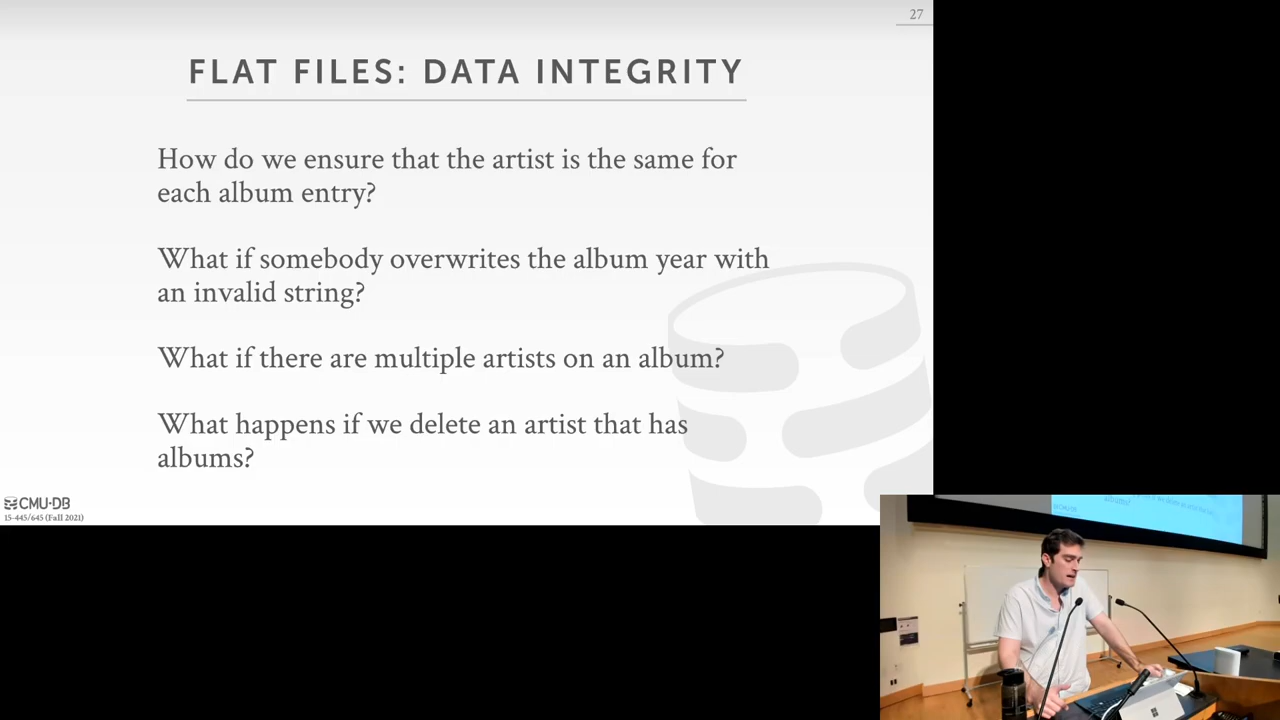 27
FLAT FILES: DATA INTEGRITY
How do we ensure that the artist is the same for
each album entry?
What if somebody overwrites the album year with
an invalid string?
What if there are multiple artists on an album?
What happens if we delete an artist that has
albums?
CMU·DB
15-445/645 (Fall 2021)
albums?